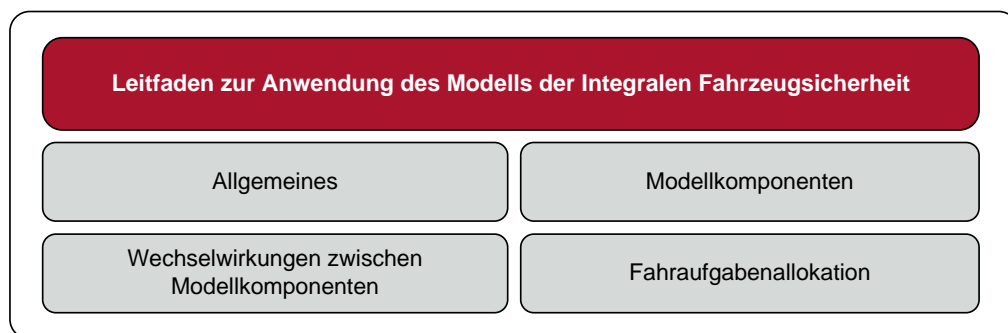 Leitfaden zur Anwendung des Modells der Integralen Fahrzeugsicherheit
Allgemeines
Modellkomponenten
Wechselwirkungen zwischen
Modellkomponenten
Fahraufgabenallokation